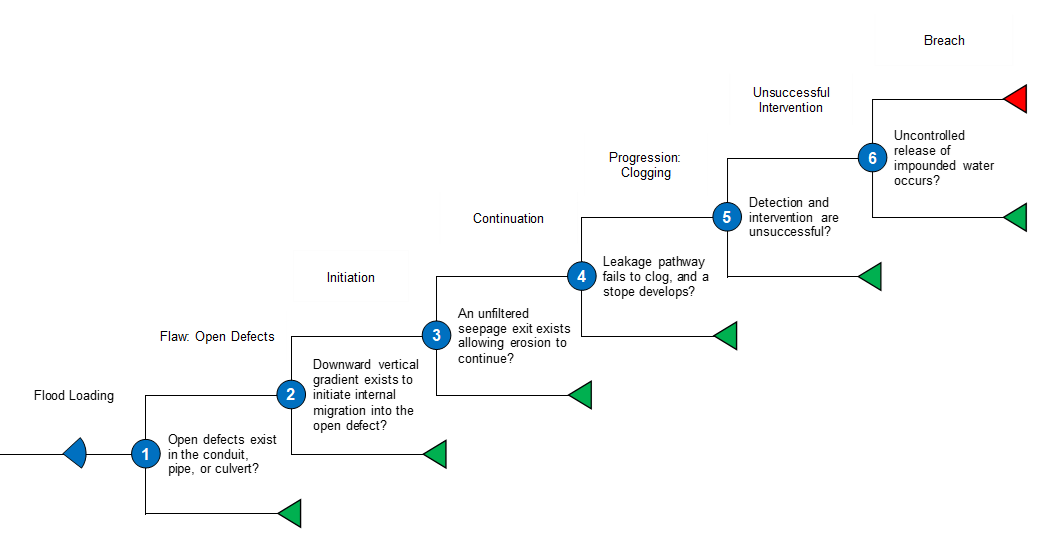 Breach
Unsuccessful
Intervention
Uncontrolled
release of
impounded water
occurs?
6
Progression:
Clogging
Detection and
intervention are
unsuccessful?
5
Continuation
Leakage pathway
fails to clog, and a
stope develops?
4
Initiation
An unfiltered
seepage exit exists
allowing erosion to
continue?
3
Flaw: Open Defects
Downward vertical
gradient exists to
initiate internal
migration into the
open defect?
2
Flood Loading
Open defects exist
in the conduit,
pipe, or culvert?
1